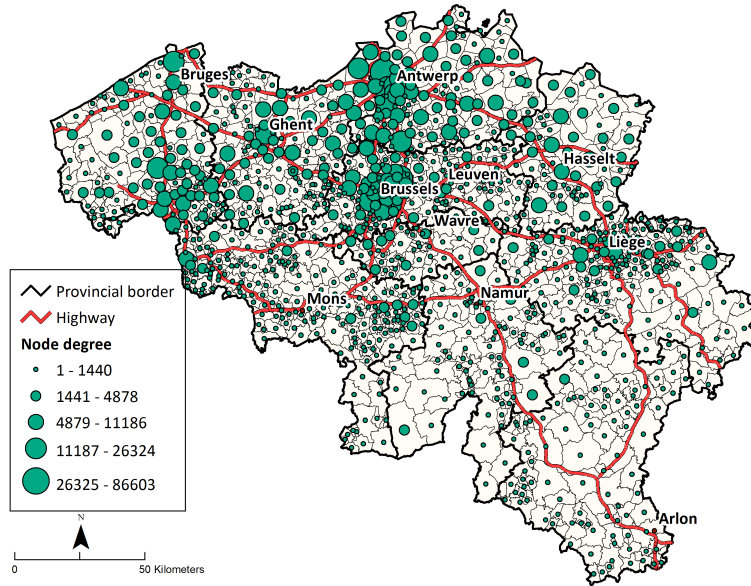 Bruges
Antwerp
Ghent
Hasselt
Leuven
Brussels
Wavre
Liège
Mons
Namur
Arlon
Provincial border
Highway
Node degree
1 - 1440
1441 - 4878
4879 - 11186
11187 - 26324
26325 - 86603
N
0 50 Kilometers